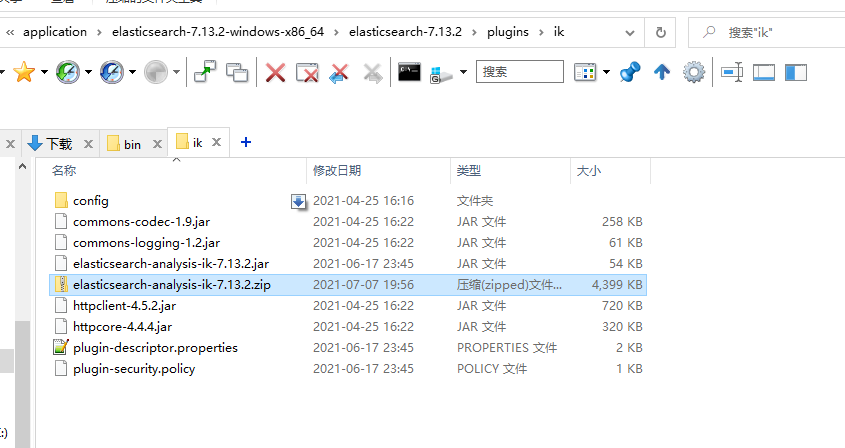 « application › elasticsearch-7.13.2-windows-x86_64 › elasticsearch-7.13.2 › plugins › ik
搜索"ik"
搜索
下载 bin ik
名称 修改日期 类型 大小
config 2021-04-25 16:16 文件夹
commons-codec-1.9.jar 2021-04-25 16:22 JAR 文件 258 KB
commons-logging-1.2.jar 2021-04-25 16:22 JAR 文件 61 KB
elasticsearch-analysis-ik-7.13.2.jar 2021-06-17 23:45 JAR 文件 54 KB
elasticsearch-analysis-ik-7.13.2.zip 2021-07-07 19:56 压缩(zipped)文件... 4,399 KB
httpclient-4.5.2.jar 2021-04-25 16:22 JAR 文件 720 KB
httpcore-4.4.4.jar 2021-04-25 16:22 JAR 文件 320 KB
plugin-descriptor.properties 2021-06-17 23:45 PROPERTIES 文件 2 KB
plugin-security.policy 2021-06-17 23:45 POLICY 文件 1 KB
:)